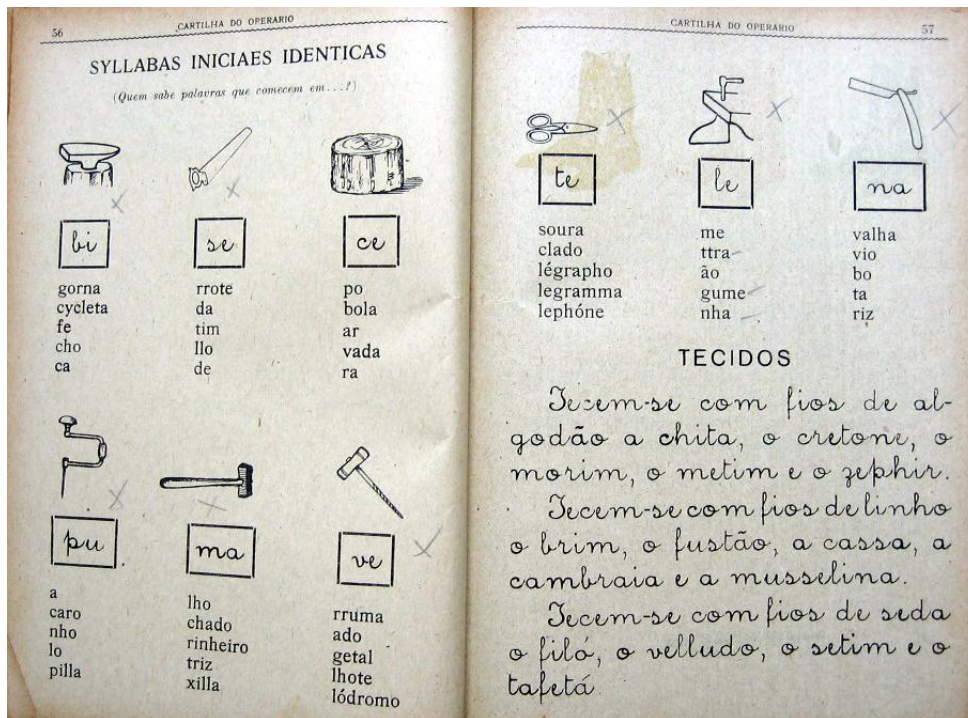 56
CARTILHA DO OPERARIO
SYLLABAS INICIAES IDENTICAS
(Quem sabe palavras que comecem em...?)
bi
gorna
cycleta
fe
cho
ca
se
rrote
da
tim
llo
de
ce
po
bola
ar
vada
ra
pu
a
caro
nho
lo
pilla
ma
lho
chado
rinheiro
triz
xilla
ve
rruma
ado
getal
lhote
lódromo
CARTILHA DO OPERARIO
57
te
soura
clado
légrapho
legramma
lephóne
le
me
ttra
ão
gume
nha
na
valha
vio
bo
ta
riz
TECIDOS
Tecem-se com fios de al-
godão a chita, o cretone, o
morim, o metim e o zephir.
Tecem-se com fios de linho
o brim, o fustão, a cassa, a
cambraia e a musselina.
Tecem-se com fios de seda
o filó, o velludo, o setim e o
tafetá